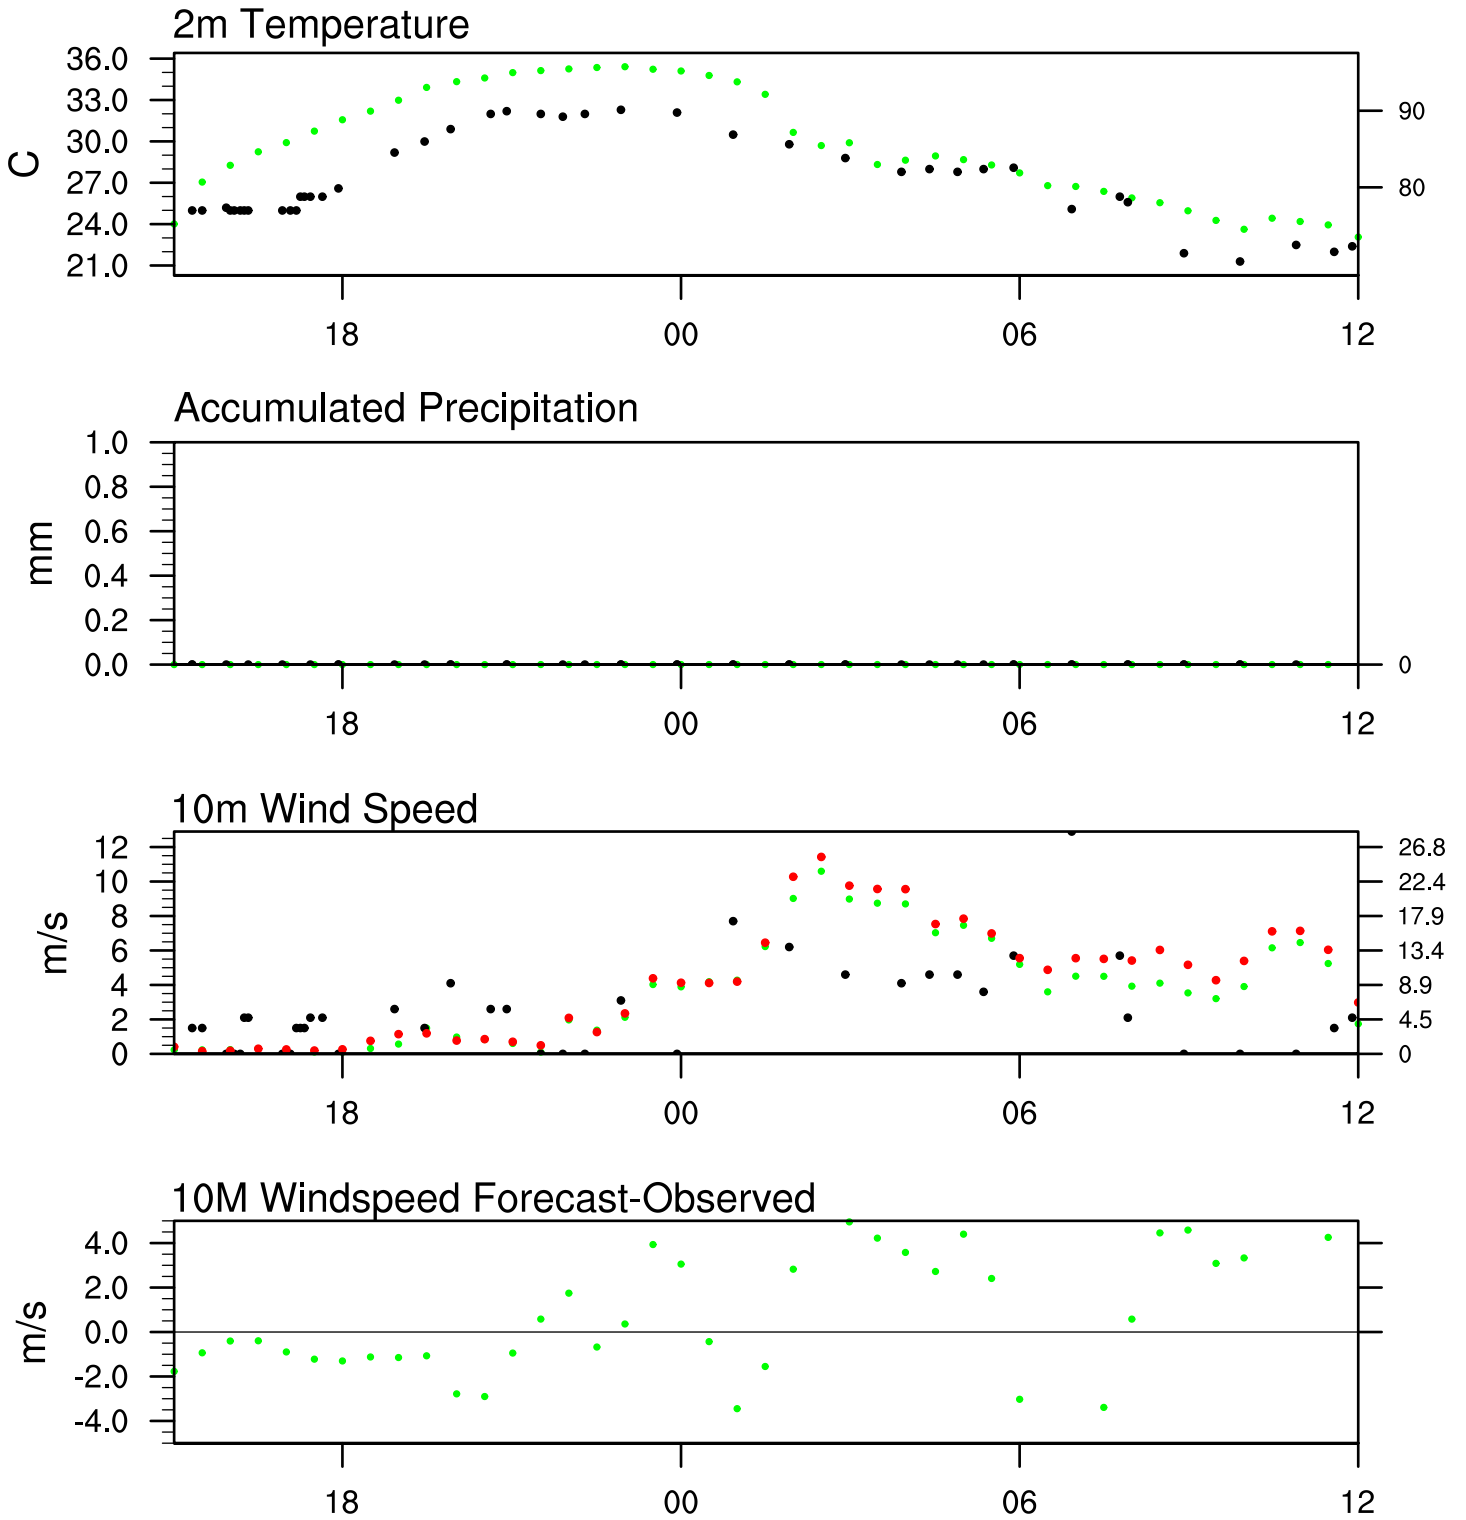 2m Temperature
36.0
33.0
30.0
27.0
24.0
21.0
C
90
80
18 00 06 12
Accumulated Precipitation
1.0
0.8
0.6
0.4
0.2
0.0
mm
0
18 00 06 12
10m Wind Speed
12
10
8
6
4
2
0
m/s
26.8
22.4
17.9
13.4
8.9
4.5
0
18 00 06 12
10M Windspeed Forecast-Observed
4.0
2.0
0.0
-2.0
-4.0
m/s
18 00 06 12